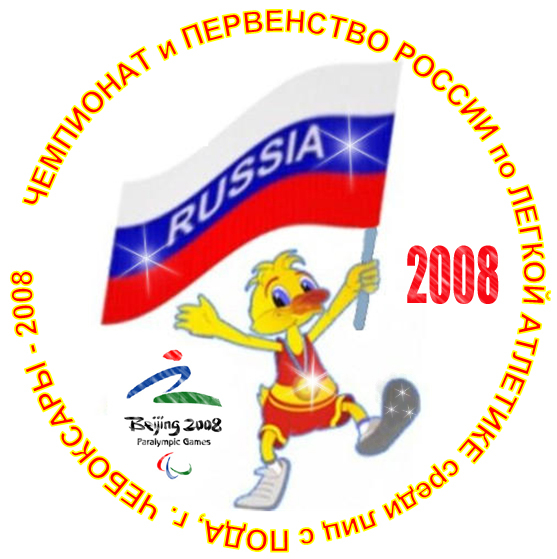 ЧЕМПИОНАТ и ПЕРВЕНСТВО РОССИИ по ЛЕГКОЙ АТЛЕТИКЕ среди лиц с ПОДА, г. ЧЕБОКСАРЫ - 2008
RUSSIA
2008
Beijing 2008
Paralympic Games